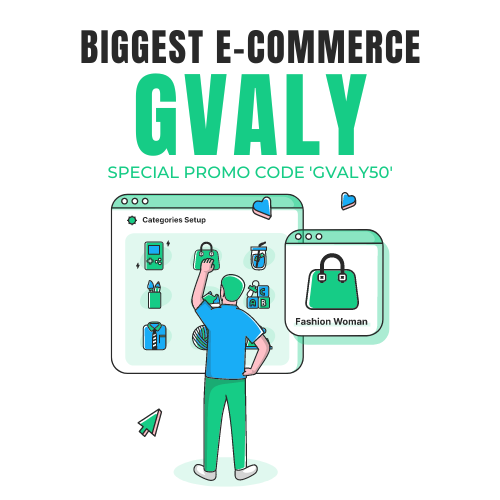 BIGGEST E-COMMERCE
GVALY
SPECIAL PROMO CODE 'GVALY50'
Categories Setup
A
B
Fashion Woman